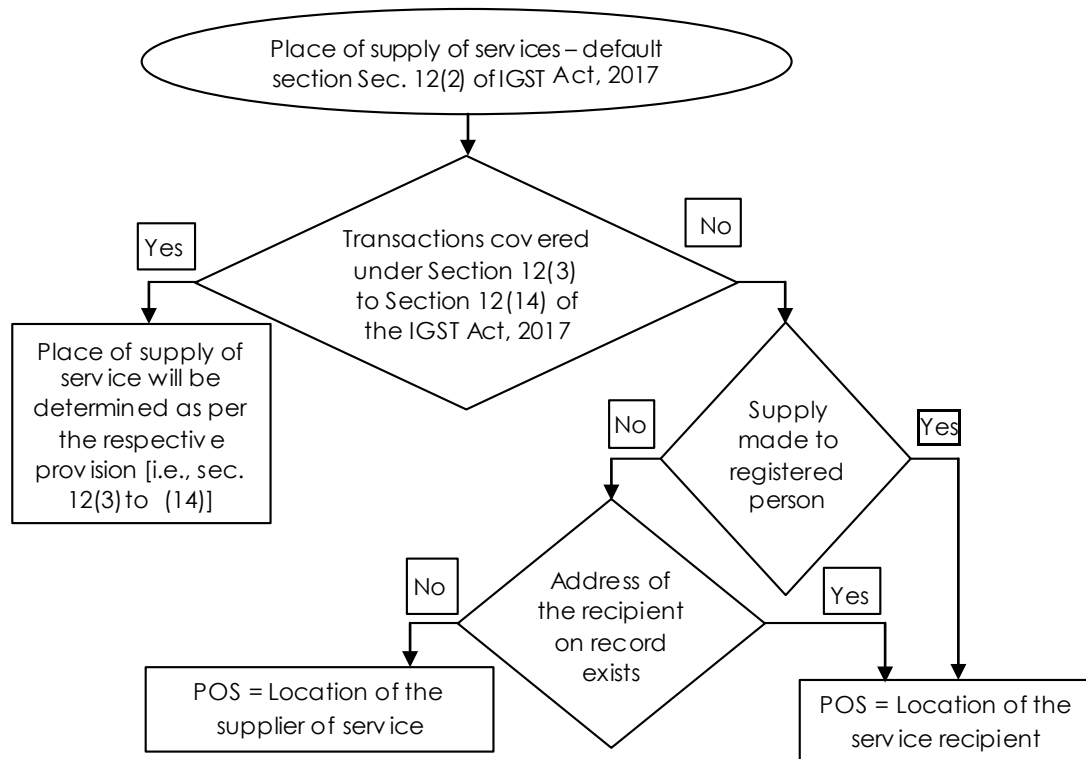 Place of supply of services – default
section Sec. 12(2) of IGST Act, 2017
Yes
No
Transactions covered
under Section 12(3)
to Section 12(14) of
the IGST Act, 2017
Place of supply of
service will be
determined as per
the respective
provision [i.e., sec.
12(3) to (14)]
No
Supply
made to
registered
person
Yes
No
Address of
the recipient
on record
exists
Yes
POS = Location of the
supplier of service
POS = Location of the
service recipient